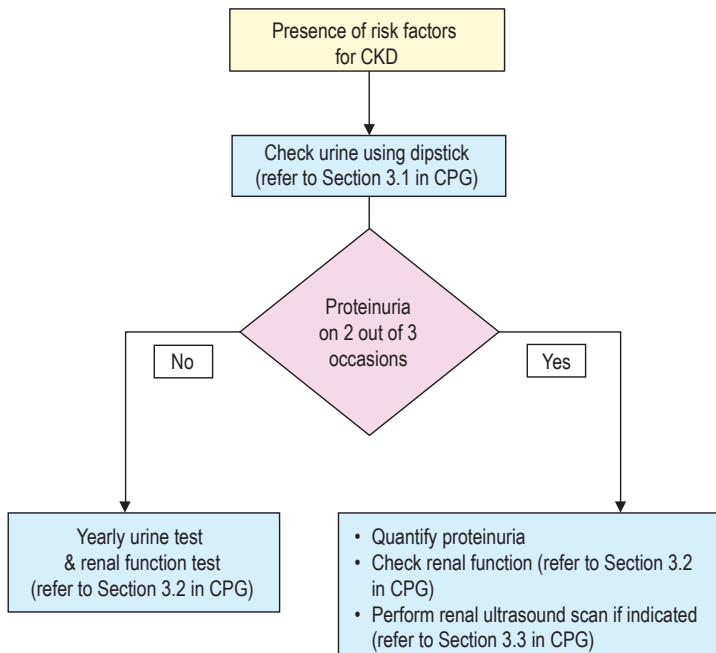 Presence of risk factors
for CKD
Check urine using dipstick
(refer to Section 3.1 in CPG)
Proteinuria
on 2 out of 3
occasions
No
Yes
Yearly urine test
& renal function test
(refer to Section 3.2 in CPG)
• Quantify proteinuria
• Check renal function (refer to Section 3.2
in CPG)
• Perform renal ultrasound scan if indicated
(refer to Section 3.3 in CPG)